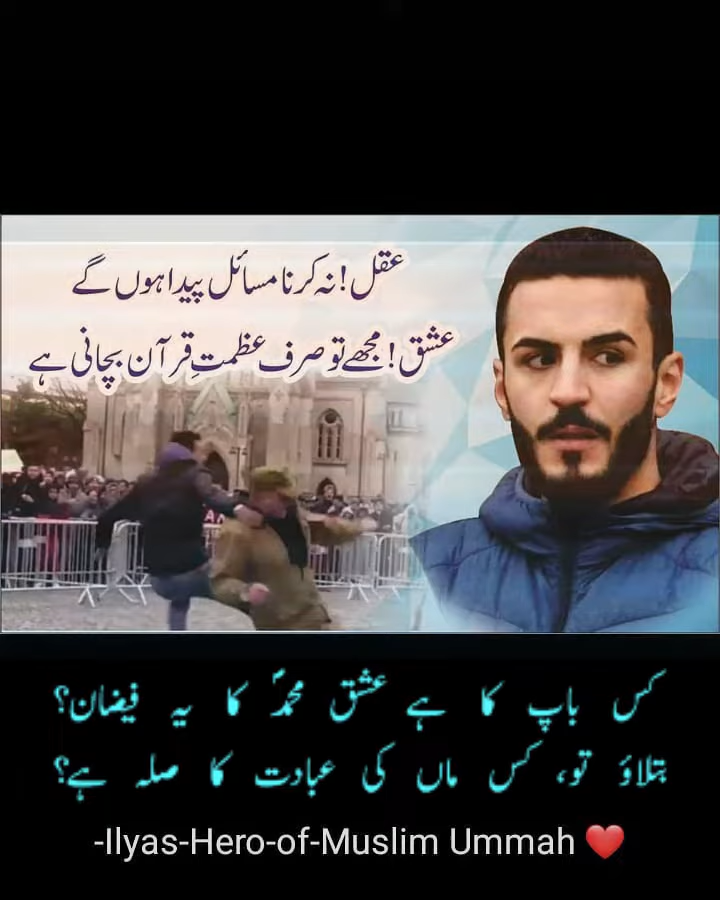 عقل! نہ کرنا مسائل پیدا ہوں گے
عشق! مجھے تو صرف عظمتِ قرآن بچانی ہے
کس باپ کا ہے عشق محمدؐ کا یہ فیضان؟
بتلاؤ تو، کس ماں کی عبادت کا صلہ ہے؟
-Ilyas-Hero-of-Muslim Ummah ❤️